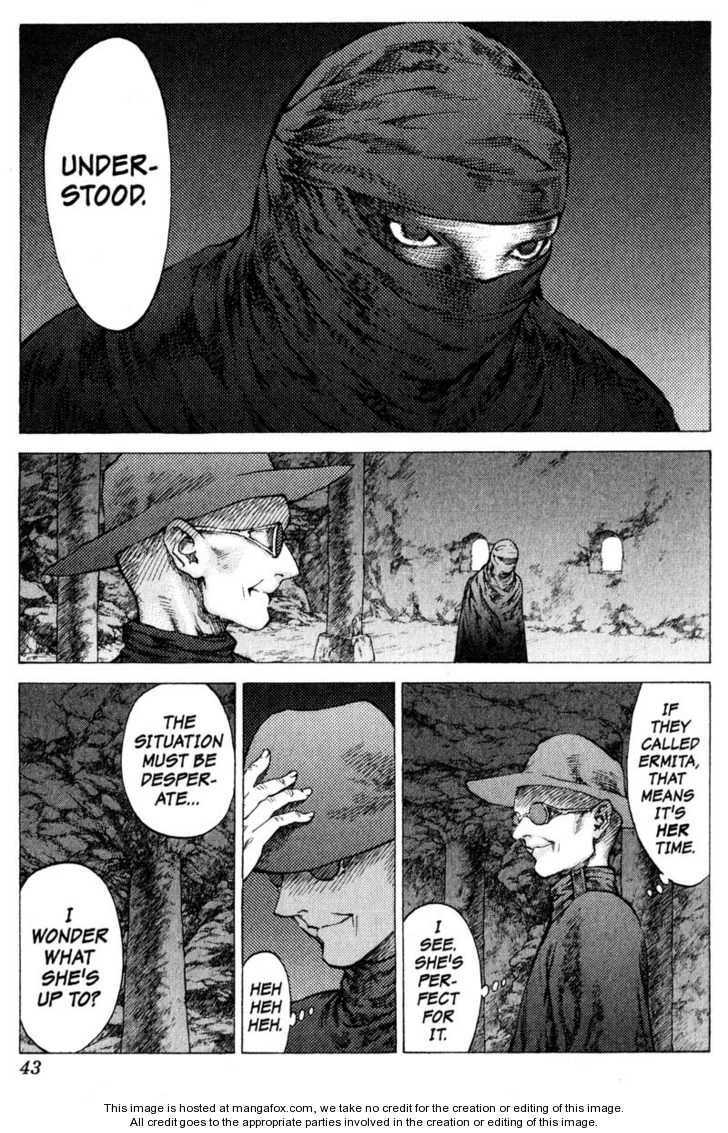 UNDER-
STOOD.
IF
THEY
CALLED
ERMITA,
THAT
MEANS
IT'S
HER
TIME.
I
SEE.
SHE'S
PER-
FECT
FOR
IT.
HEH
HEH
HEH.
THE
SITUATION
MUST BE
DESPER-
ATE...
I
WONDER
WHAT
SHE'S
UP TO?
43
This image is hosted at mangafox.com, we take no credit for the creation or editing of this image.
All credit goes to the appropriate parties involved in the creation or editing of this image.